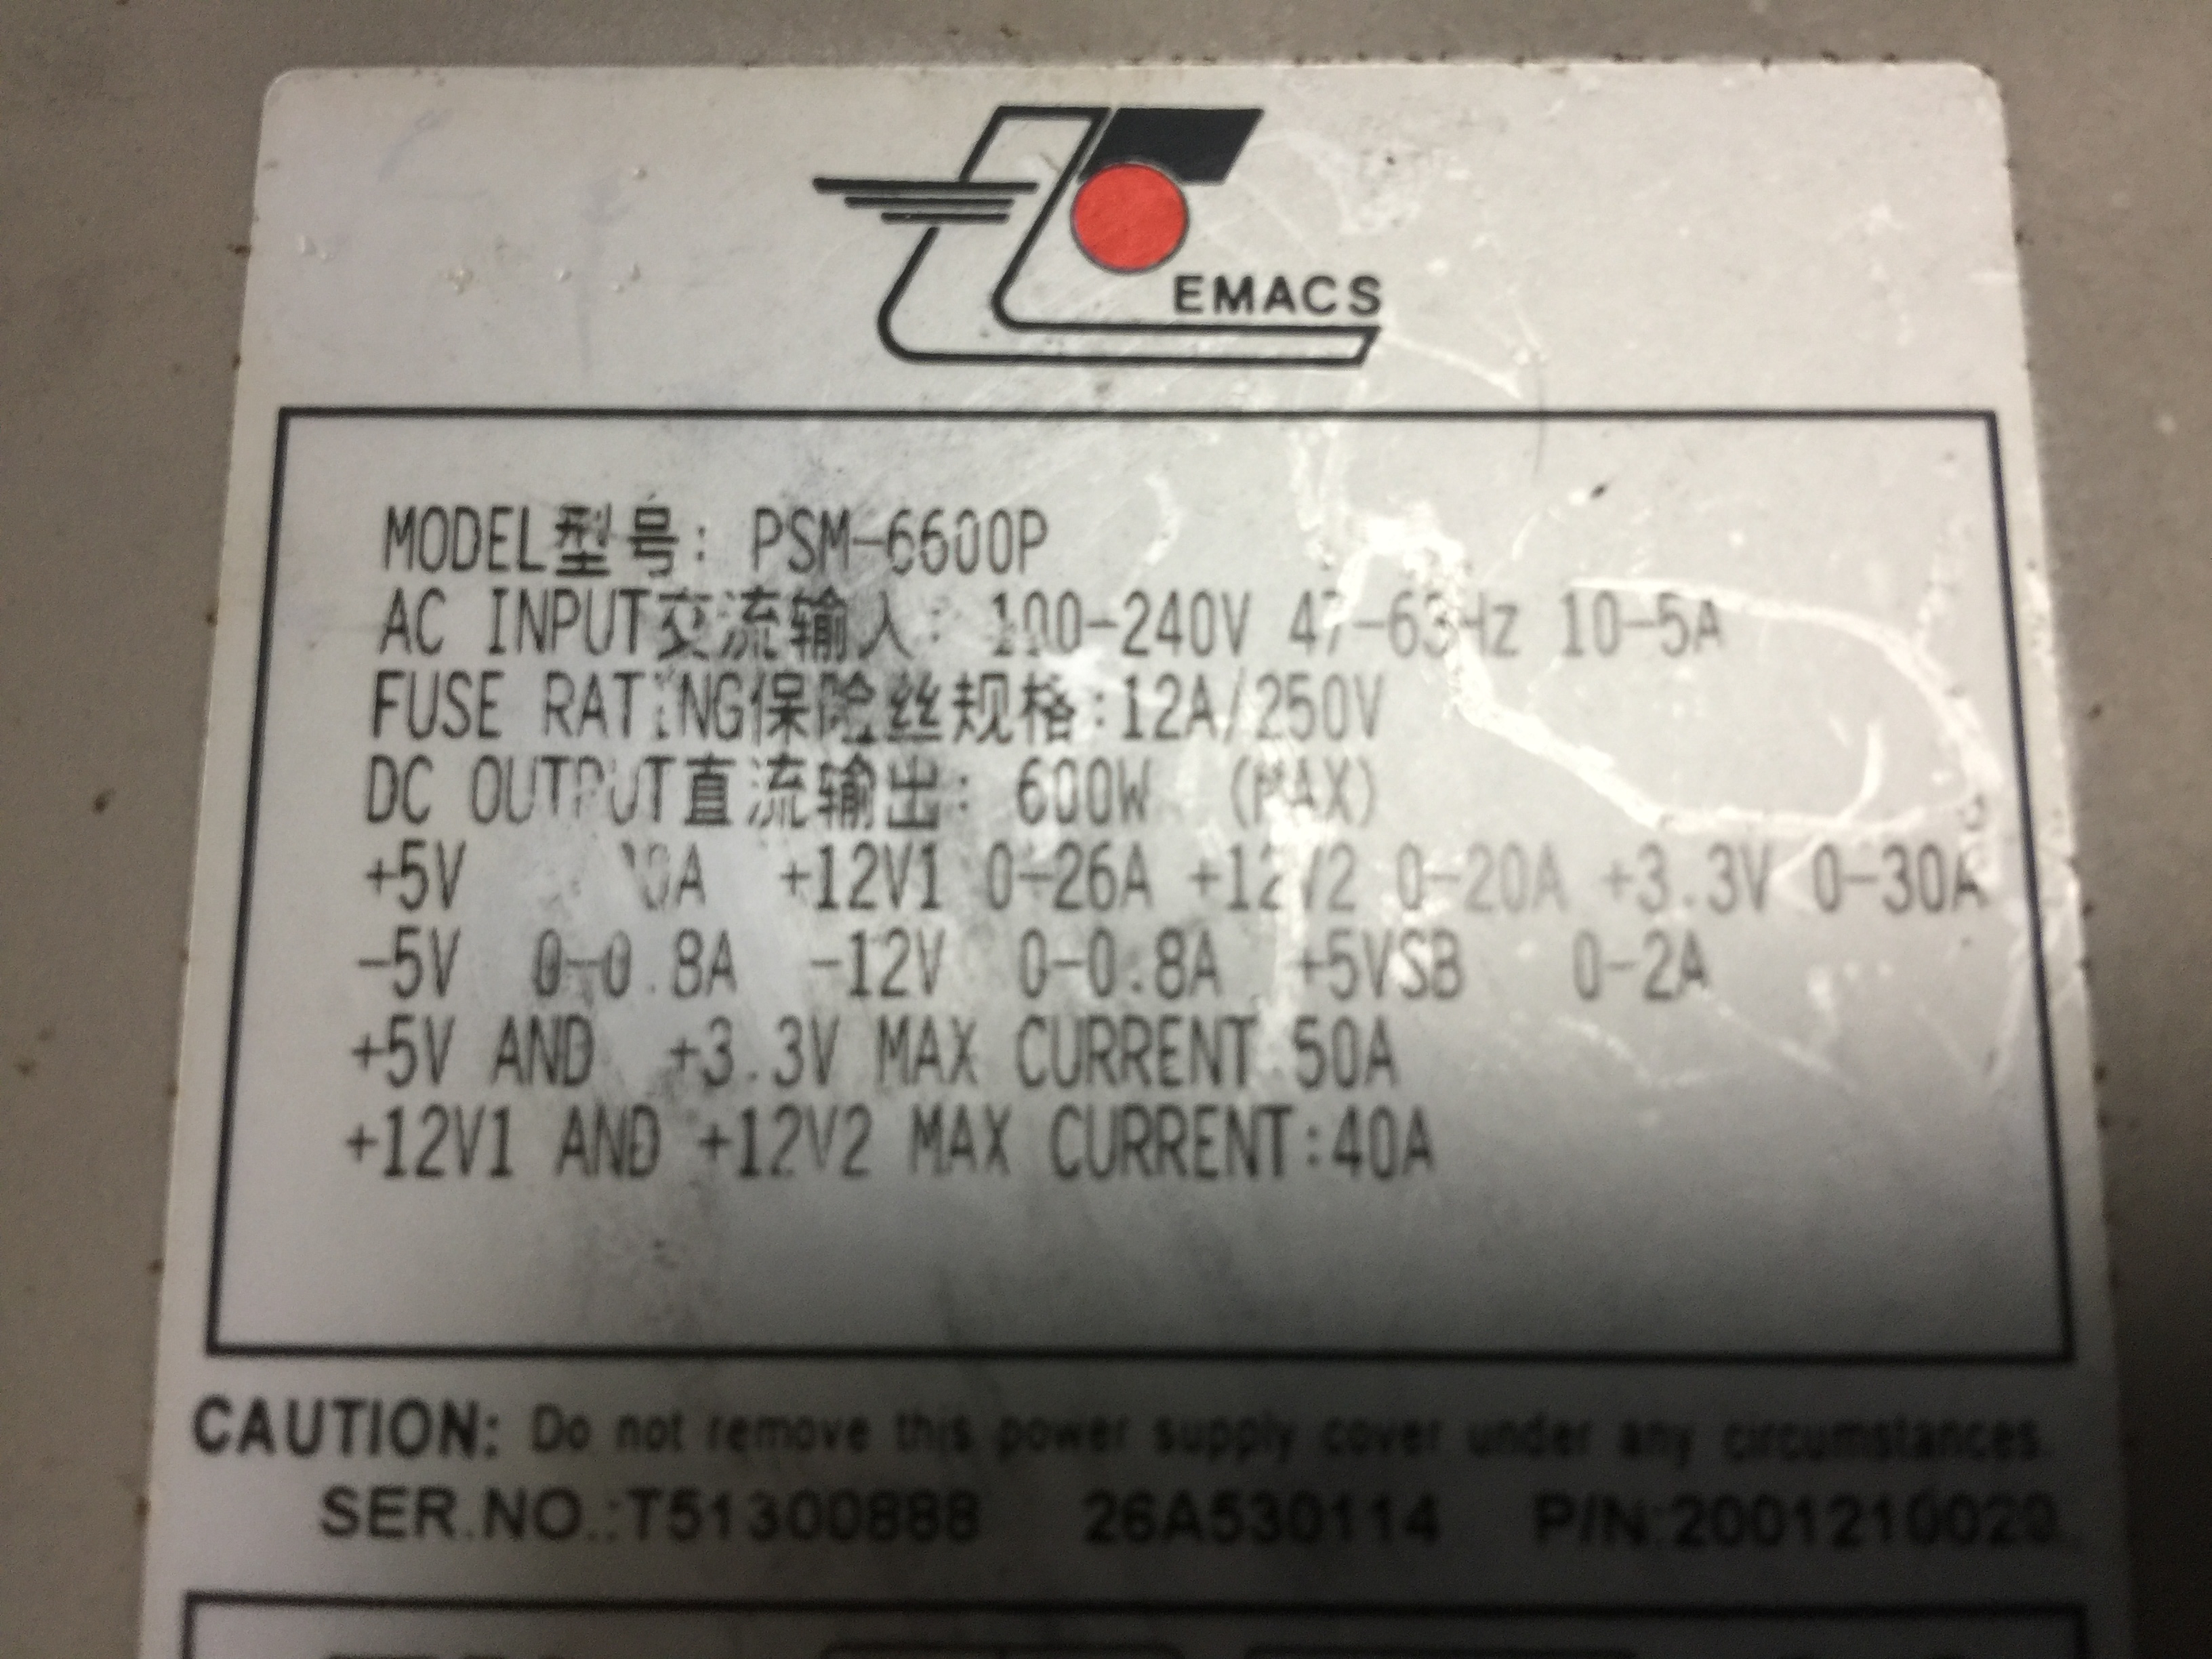 EMACS
MODEL型号: PSM-6600P
AC INPUT交流输入: 100-240V 47-63Hz 10-5A
FUSE RATING保险丝规格:12A/250V
DC OUTPUT直流输出: 600W (MAX)
+5V +12V1 0-26A +12V2 0-20A +3.3V 0-30A
-5V 0-0.8A -12V 0-0.8A +5VSB 0-2A
+5V AND +3.3V MAX CURRENT 50A
+12V1 AND +12V2 MAX CURRENT:40A
CAUTION: Do not remove this power supply cover under any circumstances.
SER.NO.:T51300888 26A530114